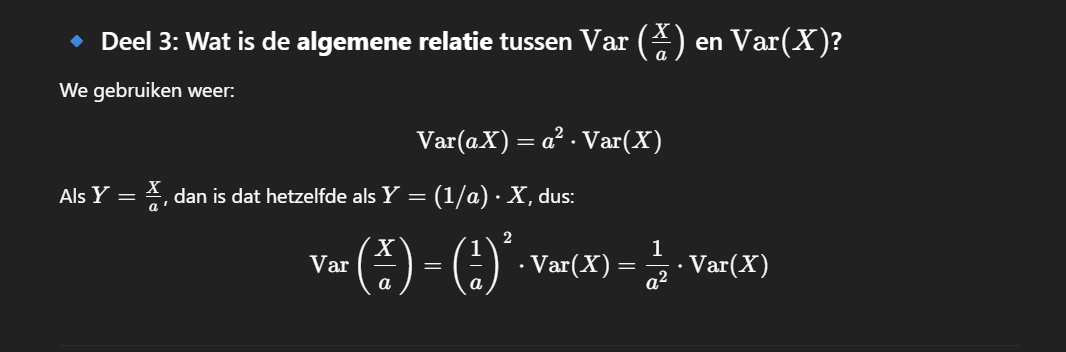 Deel 3: Wat is de algemene relatie tussen Var(X/a) en Var(X)?
We gebruiken weer:
Var(aX) = a² · Var(X)
Als Y = X/a, dan is dat hetzelfde als Y = (1/a) · X, dus:
Var(X/a) = (1/a)² · Var(X) = 1/a² · Var(X)